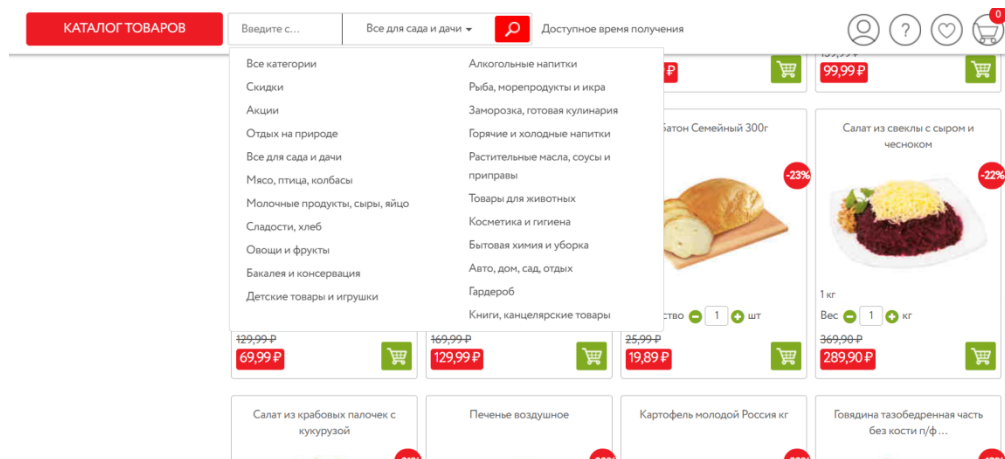 КАТАЛОГ ТОВАРОВ
Введите с...
Все для сада и дачи
Доступное время получения
0
Все категории
Скидки
Акции
Отдых на природе
Все для сада и дачи
Мясо, птица, колбасы
Молочные продукты, сыры, яйцо
Сладости, хлеб
Овощи и фрукты
Бакалея и консервация
Детские товары и игрушки
Алкогольные напитки
Рыба, морепродукты и икра
Заморозка, готовая кулинария
Горячие и холодные напитки
Растительные масла, соусы и
приправы
Товары для животных
Косметика и гигиена
Бытовая химия и уборка
Авто, дом, сад, отдых
Гардероб
Книги, канцелярские товары
₽
99,99 ₽
129,99 ₽
69,99 ₽
169,99 ₽
129,99 ₽
Семейный 300г
-23%
1 шт
25,99 ₽
19,89 ₽
Салат из свеклы с сыром и
чесноком
-22%
1 кг
Вес 1 кг
369,90 ₽
289,90 ₽
Салат из крабовых палочек с
кукурузой
Печенье воздушное
Картофель молодой Россия кг
Говядина тазобедренная часть
без кости п/ф...